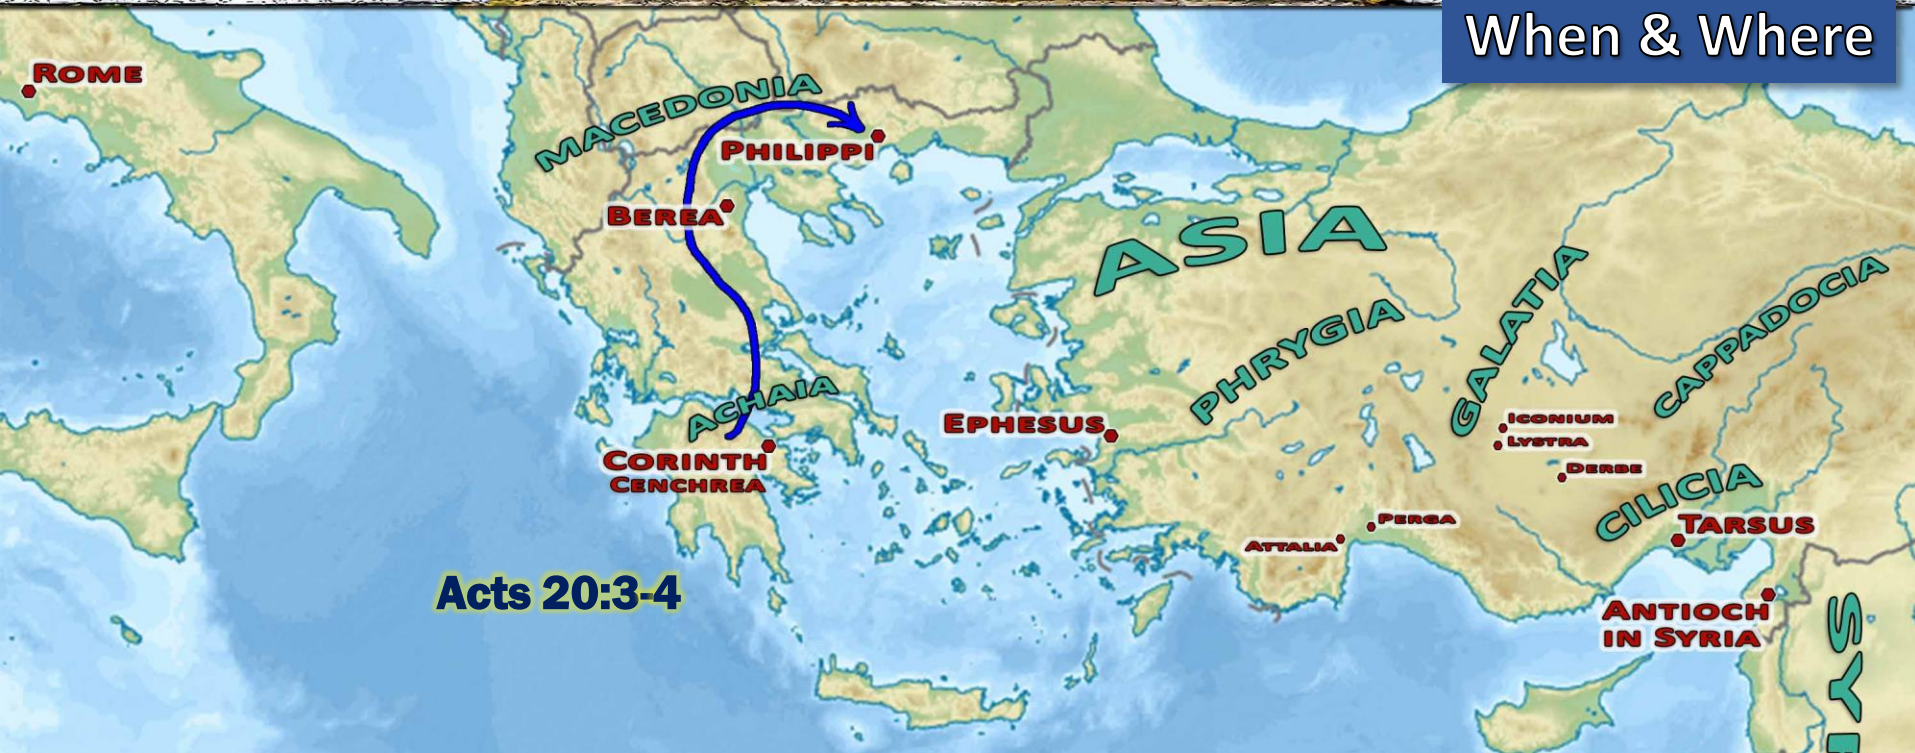 When & Where
ROME
MACEDONIA
PHILIPPI
BEREA
ASIA
PHRYGIA
GALATIA
CAPPADOCIA
ACHAIA
EPHESUS
CORINTH
CENCHREA
ICONIUM
LYSTRA
DERBE
CILICIA
TARSUS
PERGA
ATTALIA
Acts 20:3-4
ANTIOCH
IN SYRIA
SY